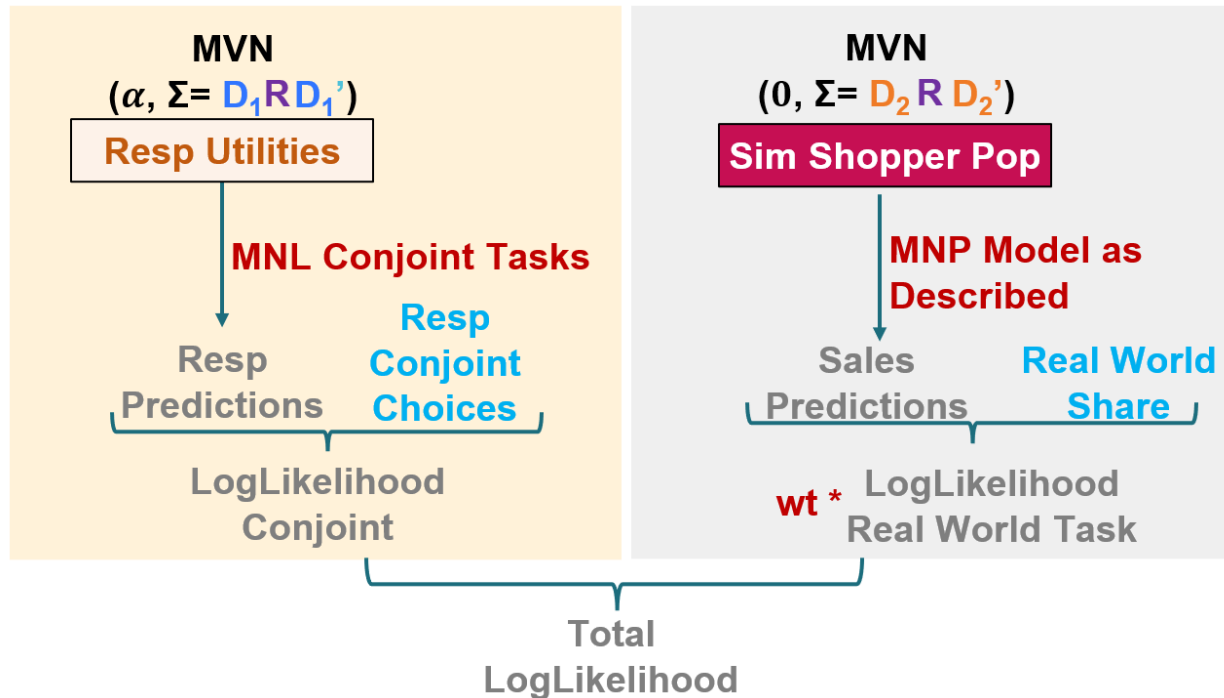 MVN
(α, Σ= D₁RD₁’)
Resp Utilities
MNL Conjoint Tasks
Resp
Predictions
Resp
Conjoint
Choices
LogLikelihood
Conjoint
MVN
(0, Σ= D₂ R D₂’)
Sim Shopper Pop
MNP Model as
Described
Sales
Predictions
Real World
Share
wt *
LogLikelihood
Real World Task
Total
LogLikelihood